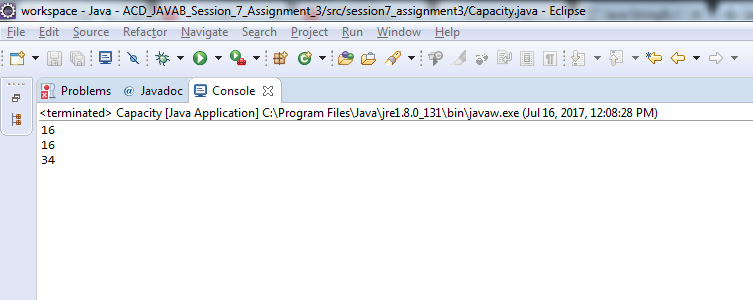 workspace - Java - ACD_JAVAB_Session_7_Assignment_3/src/session7_assignment3/Capacity.java - Eclipse
File Edit Source Refactor Navigate Search Project Run Window Help
Problems @ Javadoc Console
<terminated> Capacity [Java Application] C:\Program Files\Java\jre1.8.0_131\bin\javaw.exe (Jul 16, 2017, 12:08:28 PM)
16
16
34